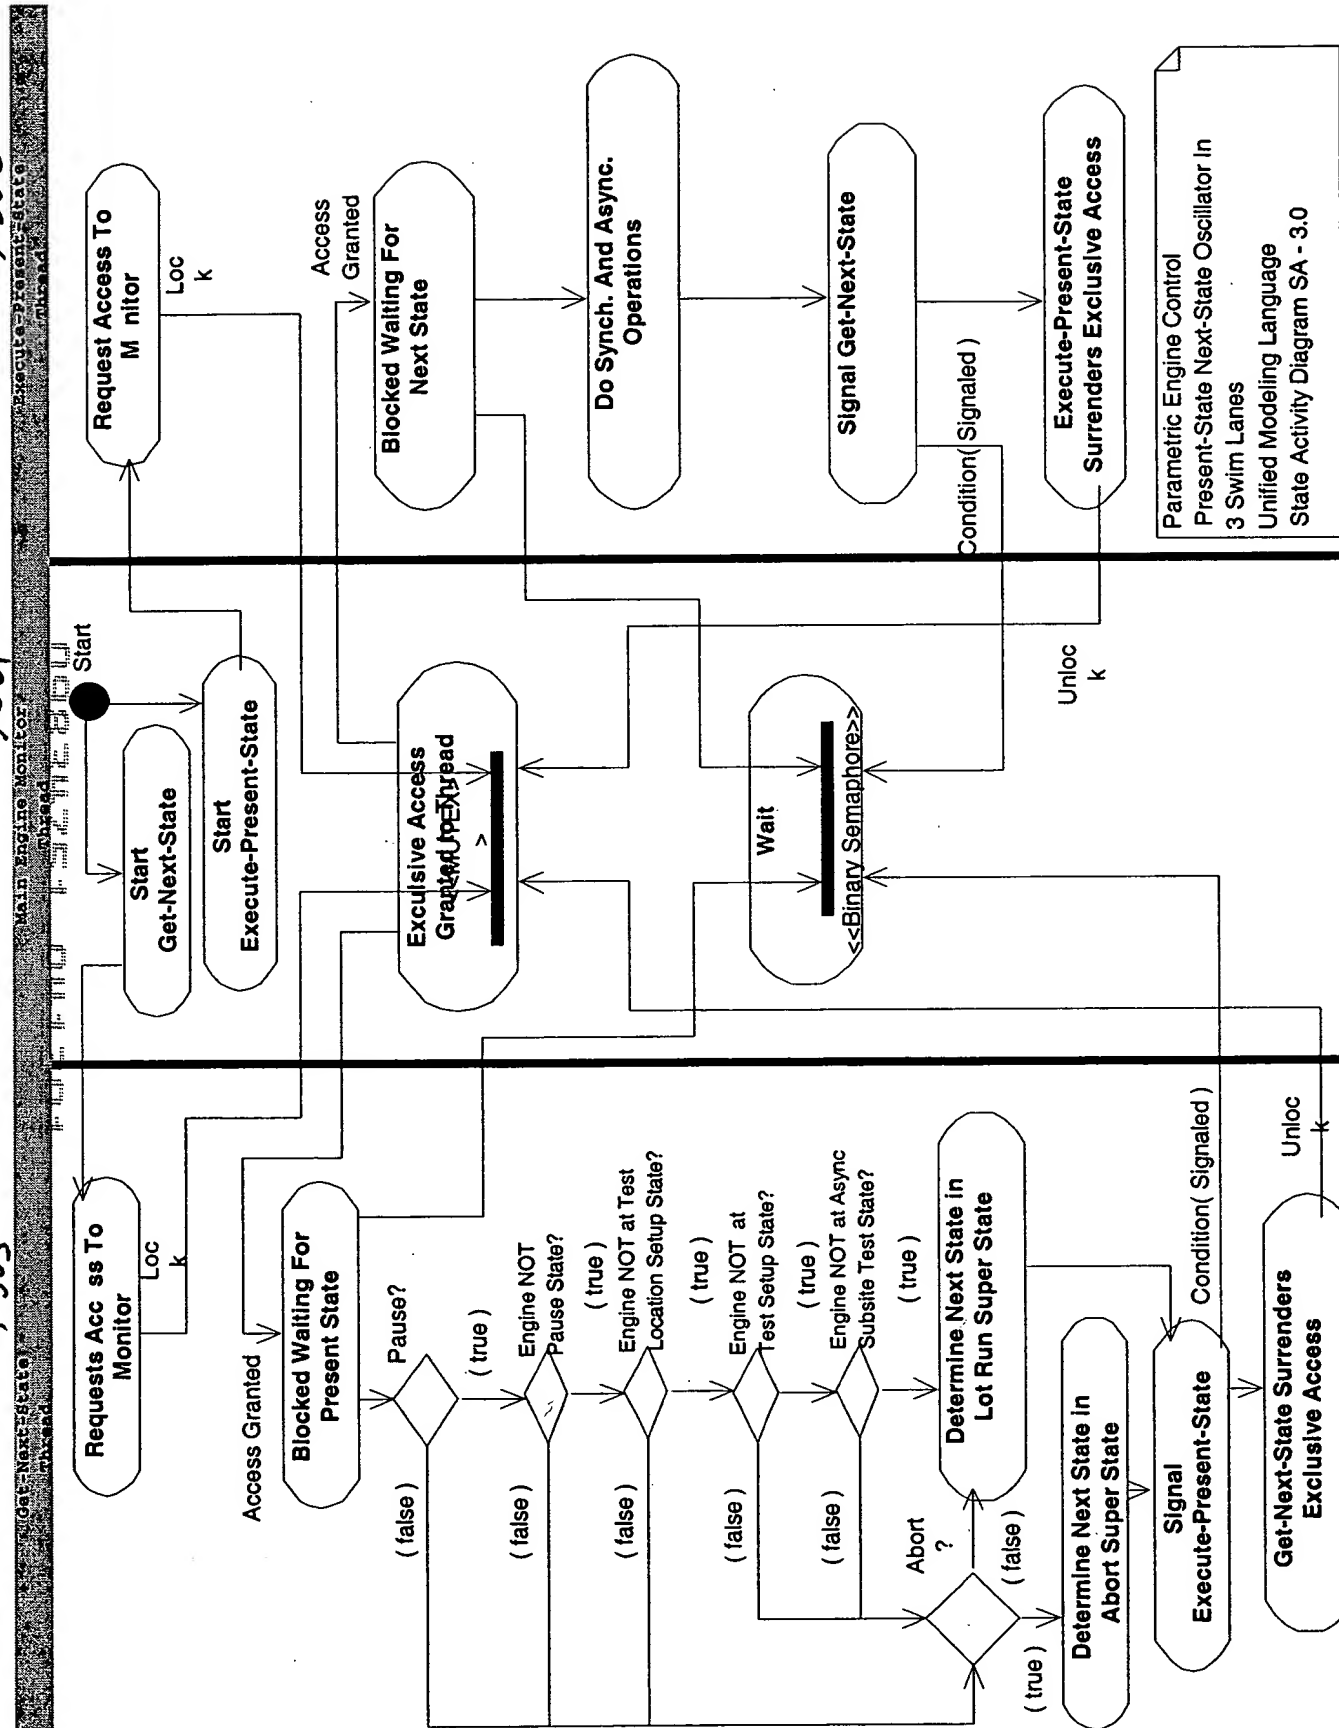 Get-Next-State
Thread
Main Engine Monitor
Thread
Execute-Present-State
Thread
Start
Start
Get-Next-State
Start
Execute-Present-State
Requests Acc ss To
Monitor
Loc
k
Request Access To
M nitor
Loc
k
Access Granted
Blocked Waiting For
Present State
Exculsive Access
Granted to Thread
<<MUTEX>
>
Access
Granted
Blocked Waiting For
Next State
Pause?
( true )
( false )
Engine NOT
Pause State?
( true )
( false )
Engine NOT at Test
Location Setup State?
( true )
( false )
Engine NOT at
Test Setup State?
( true )
( false )
Engine NOT at Async
Subsite Test State?
( true )
( false )
Abort
?
( false )
( true )
Determine Next State in
Lot Run Super State
Determine Next State in
Abort Super State
Signal
Execute-Present-State
Condition( Signaled )
Get-Next-State Surrenders
Exclusive Access
Unloc
k
Wait
<<Binary Semaphore>>
Do Synch. And Async.
Operations
Signal Get-Next-State
Condition( Signaled )
Execute-Present-State
Surrenders Exclusive Access
Unloc
k
Parametric Engine Control
Present-State Next-State Oscillator In
3 Swim Lanes
Unified Modeling Language
State Activity Diagram SA - 3.0